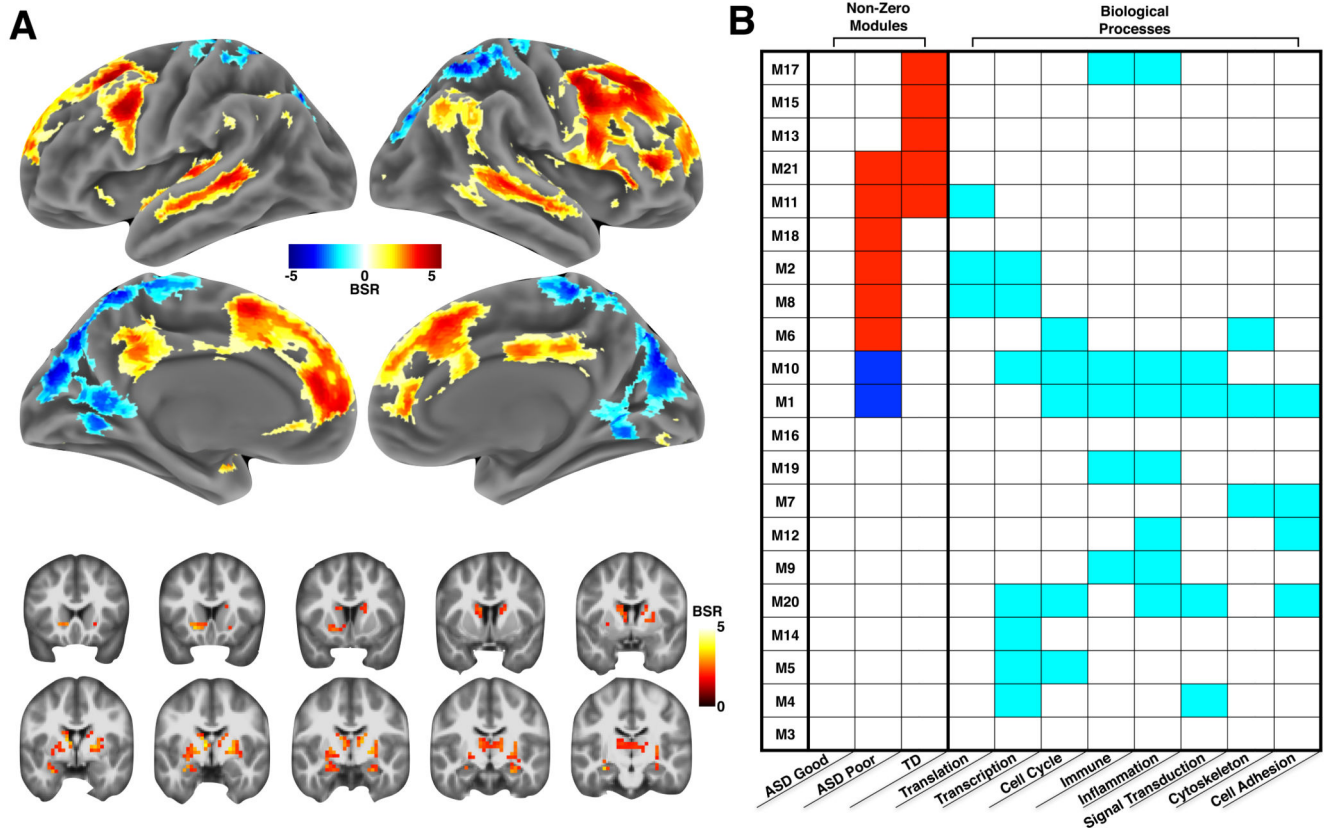 A
-5 0 5
BSR
BSR
5
0
B
Non-Zero
Modules
Biological
Processes
M17
M15
M13
M21
M11
M18
M2
M8
M6
M10
M1
M16
M19
M7
M12
M9
M20
M14
M5
M4
M3
ASD Good
ASD Poor
TD
Translation
Transcription
Cell Cycle
Immune
Inflammation
Signal Transduction
Cytoskeleton
Cell Adhesion